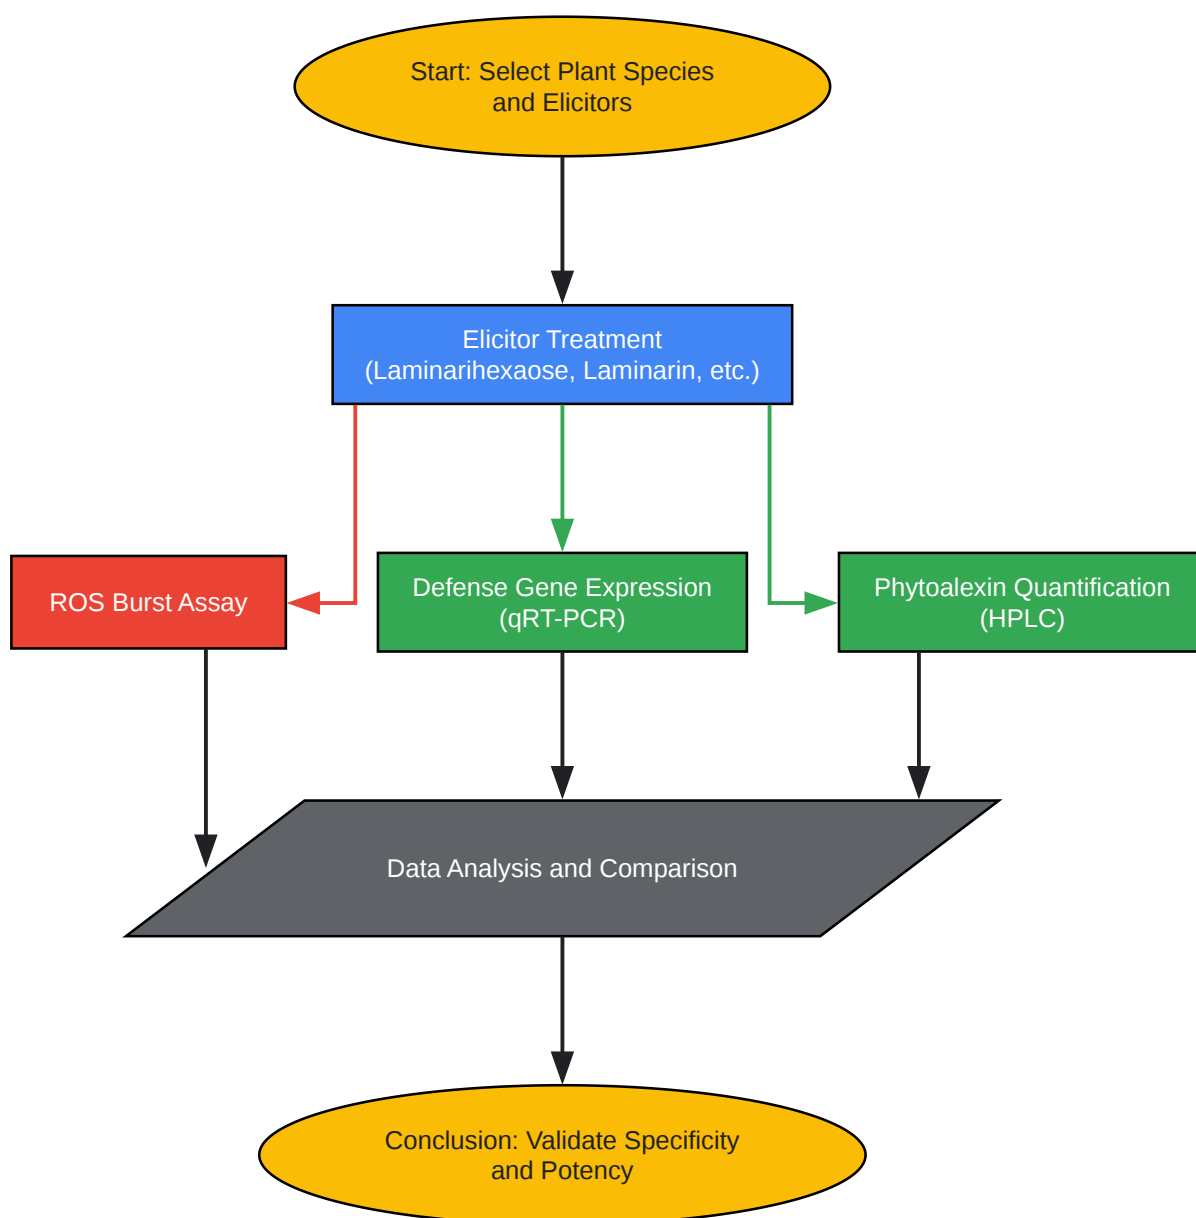 Start: Select Plant Species
and Elicitors
Elicitor Treatment
(Laminarihexaose, Laminarin, etc.)
ROS Burst Assay
Defense Gene Expression
(qRT-PCR)
Phytoalexin Quantification
(HPLC)
Data Analysis and Comparison
Conclusion: Validate Specificity
and Potency